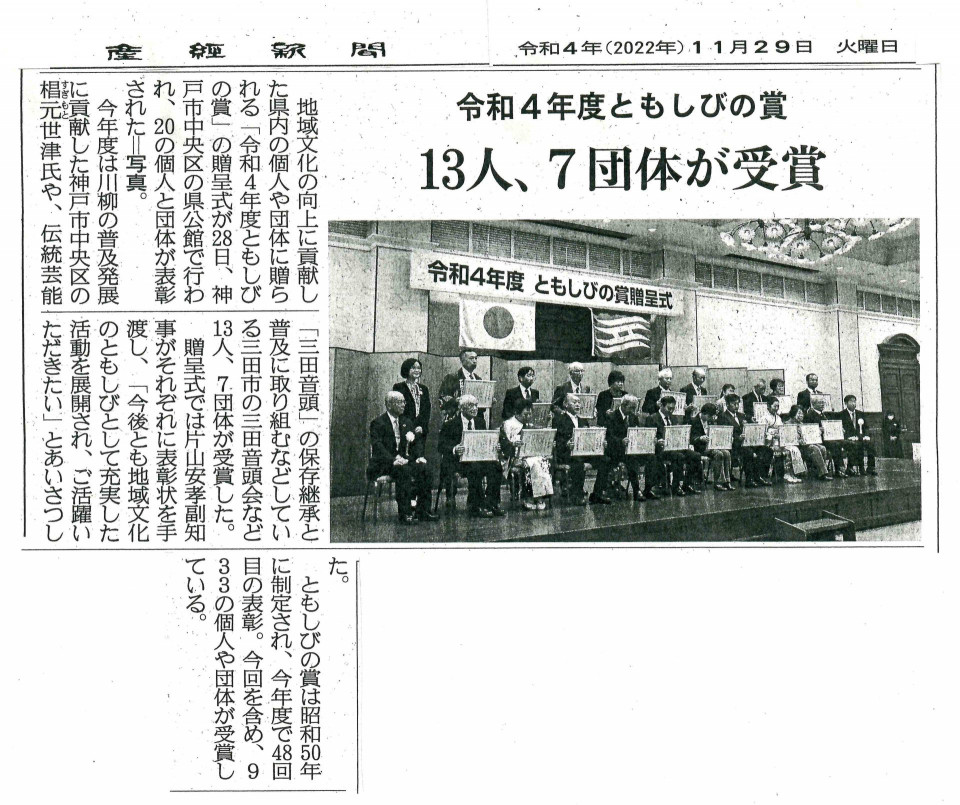 産經新聞
令和4年(2022年)11月29日 火曜日
令和4年度ともしびの賞
13人、7団体が受賞
令和4年度 ともしびの賞贈呈式
地域文化の向上に貢献し
た県内の個人や団体に贈ら
れる「令和4年度ともしび
の賞」の贈呈式が28日、神
戸市中央区の県公館で行わ
れ、20の個人と団体が表彰
された＝写真。
今年度は川柳の普及発展
に貢献した神戸市中央区の
椙元世津氏や、伝統芸能
すぎもと
「三田音頭」の保存継承と
普及に取り組むなどしてい
る三田市の三田音頭会など
13人、7団体が受賞した。
贈呈式では片山安孝副知
事がそれぞれに表彰状を手
渡し、「今後とも地域文化
のともしびとして充実した
活動を展開され、ご活躍い
ただきたい」とあいさつし
た。
ともしびの賞は昭和50年
に制定され、今年度で48回
目の表彰。今回を含め、9
33の個人や団体が受賞し
ている。